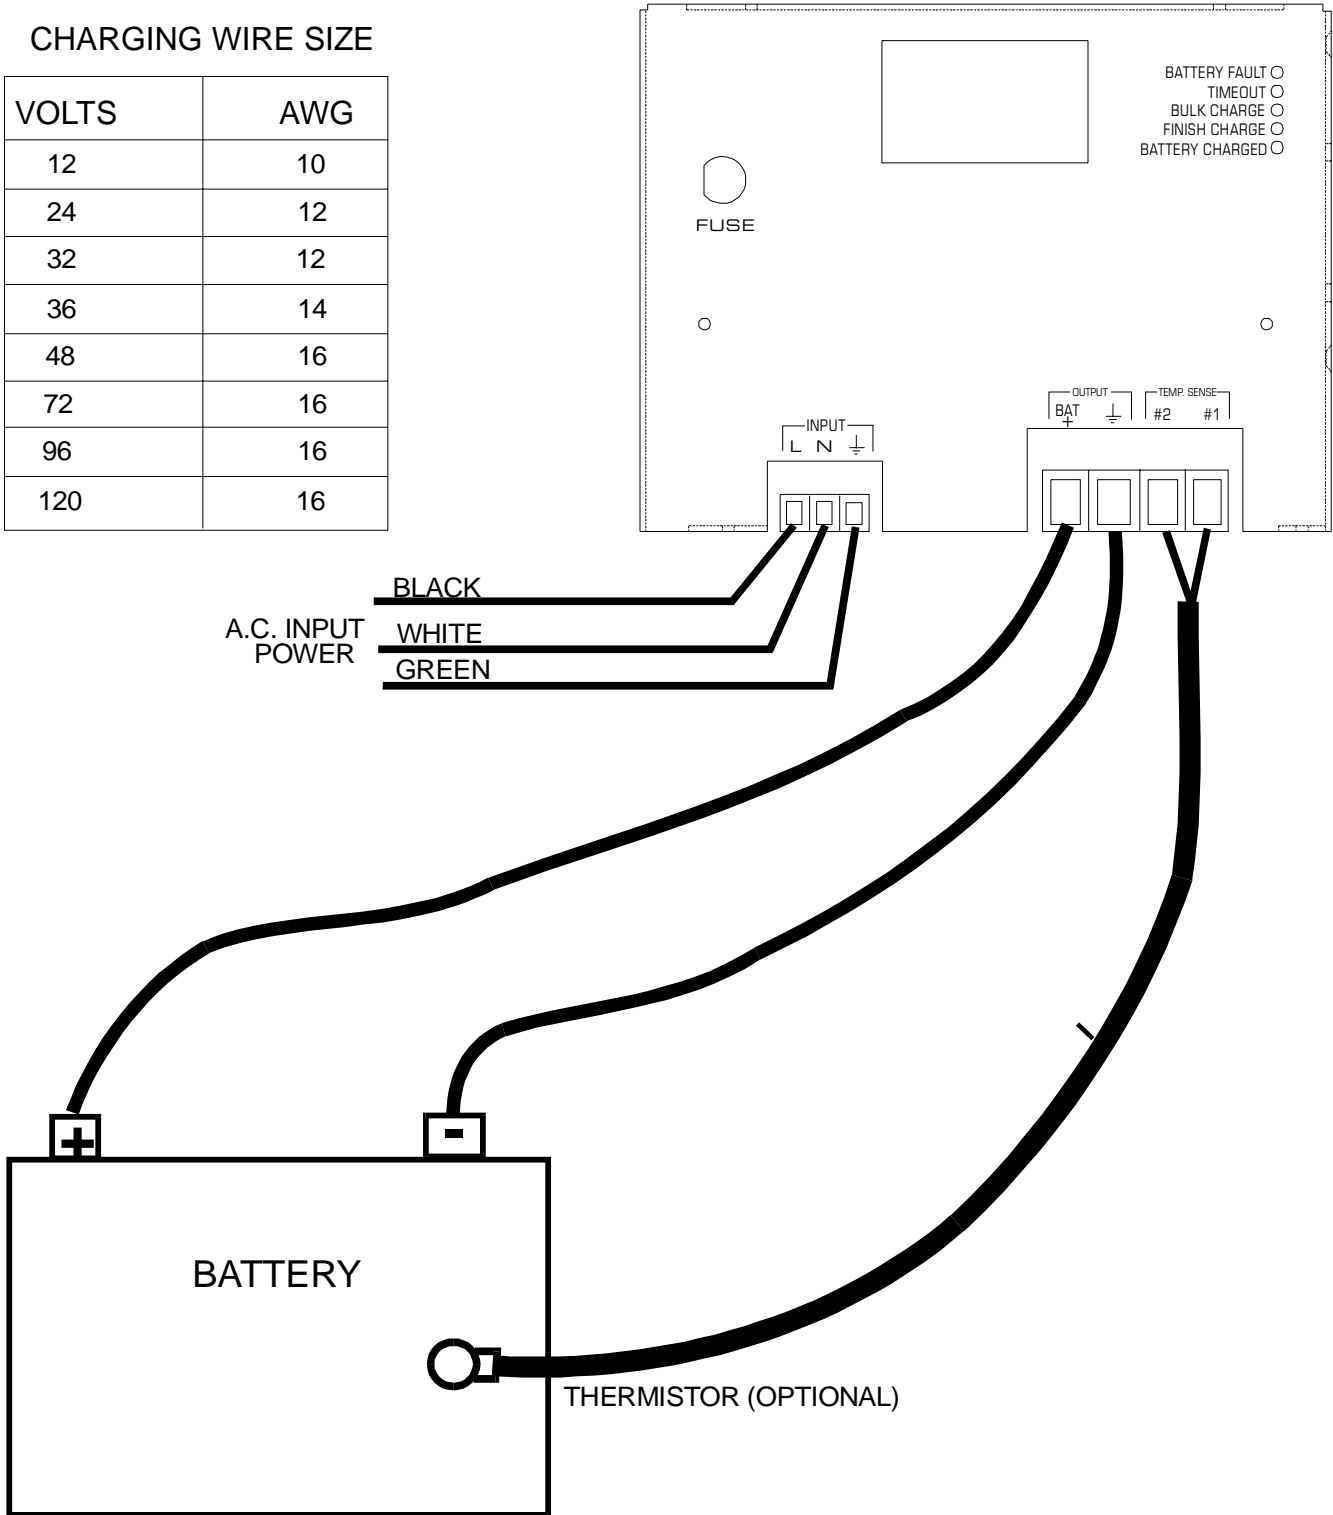 CHARGING WIRE SIZE
VOLTS AWG
12 10
24 12
32 12
36 14
48 16
72 16
96 16
120 16
BATTERY FAULT
TIMEOUT
BULK CHARGE
FINISH CHARGE
BATTERY CHARGED
FUSE
OUTPUT TEMP. SENSE
BAT #2 #1
+
INPUT
L N
BLACK
A.C. INPUT
POWER
WHITE
GREEN
+ -
BATTERY
THERMISTOR (OPTIONAL)